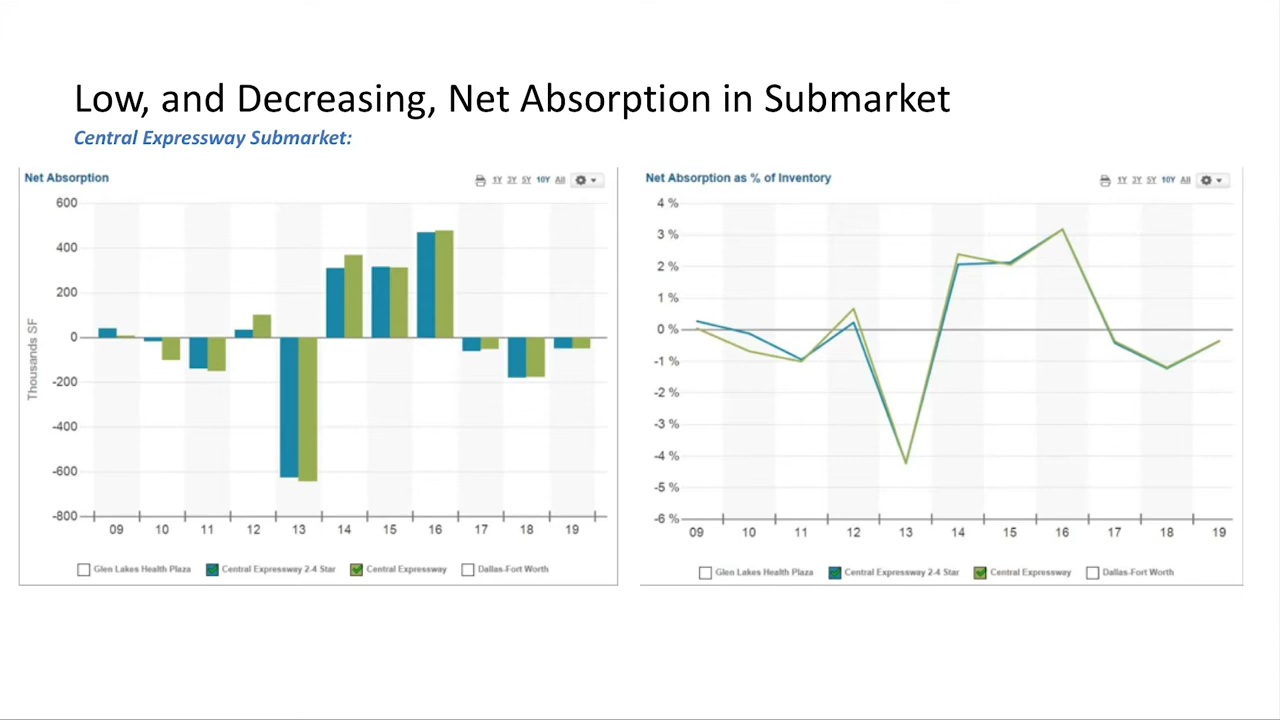 Low, and Decreasing, Net Absorption in Submarket
Central Expressway Submarket:
Net Absorption
1Y 3Y 5Y 10Y All
600
400
200
0
-200
-400
-600
-800
Thousands SF
09 10 11 12 13 14 15 16 17 18 19
Glen Lakes Health Plaza Central Expressway 2-4 Star Central Expressway Dallas-Fort Worth
Net Absorption as % of Inventory
1Y 3Y 5Y 10Y All
4 %
3 %
2 %
1 %
0 %
-1 %
-2 %
-3 %
-4 %
-5 %
-6 %
09 10 11 12 13 14 15 16 17 18 19
Glen Lakes Health Plaza Central Expressway 2-4 Star Central Expressway Dallas-Fort Worth